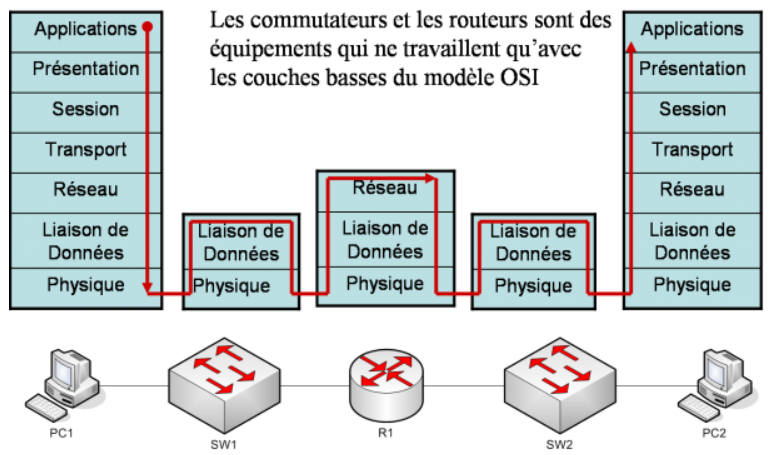 Les commutateurs et les routeurs sont des
équipements qui ne travaillent qu'avec
les couches basses du modèle OSI
Applications
Présentation
Session
Transport
Réseau
Liaison de
Données
Physique
Liaison de
Données
Physique
Réseau
Liaison de
Données
Physique
Liaison de
Données
Physique
Applications
Présentation
Session
Transport
Réseau
Liaison de
Données
Physique
PC1
SW1
R1
SW2
PC2